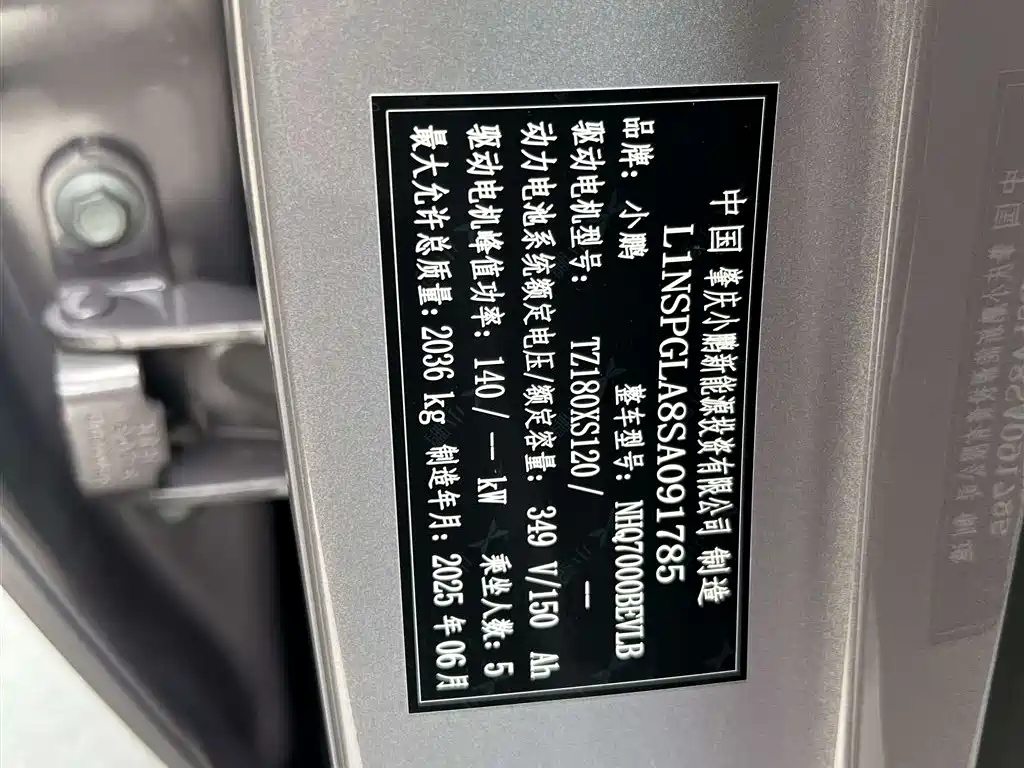 中国 肇庆小鹏新能源投资有限公司 制造
L1NSPGLA8SA091785
品牌: 小鹏 整车型号: NHQ7000BEVLB
驱动电机型号: TZ180XS120/ --
动力电池系统额定电压/额定容量: 349 V/150 Ah
驱动电机峰值功率: 140/ --kW 乘坐人数: 5
最大允许总质量: 2036 kg 制造年月: 2025年06月